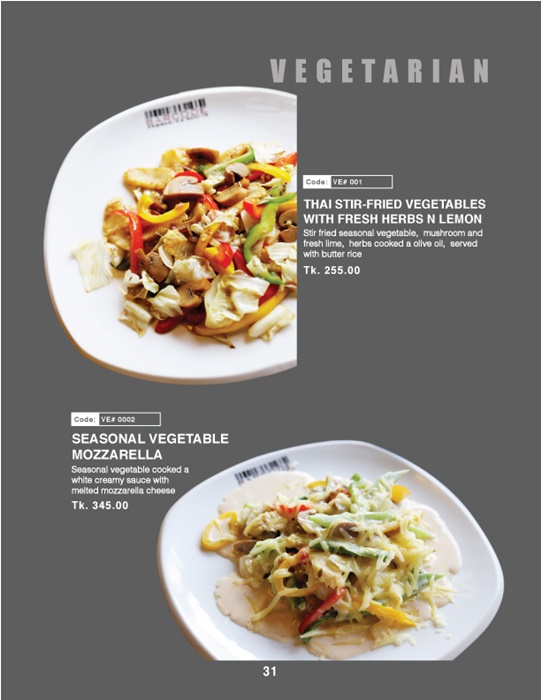 VEGETARIAN
Code: VE# 001
THAI STIR-FRIED VEGETABLES
WITH FRESH HERBS N LEMON
Stir fried seasonal vegetable, mushroom and
fresh lime, herbs cooked a olive oil, served
with butter rice
Tk. 255.00
Code: VE# 0002
SEASONAL VEGETABLE
MOZZARELLA
Seasonal vegetable cooked a
white creamy sauce with
melted mozzarella cheese
Tk. 345.00
31